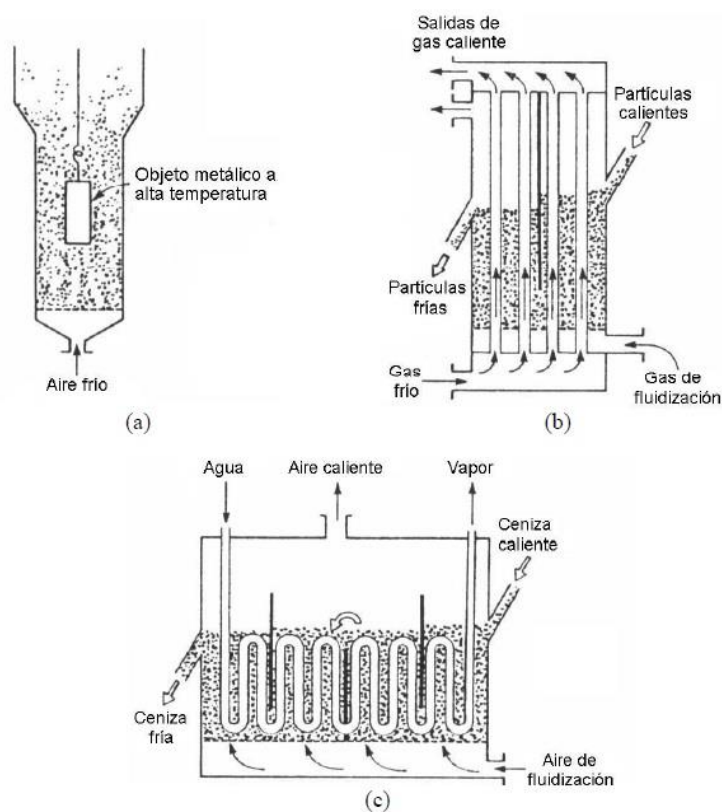 Objeto metálico a
alta temperatura
Aire frio
(a)
Salidas de
gas caliente
Partículas
calientes
Partículas
frías
Gas
frío
Gas de
fluidización
(b)
Agua
Aire caliente
Vapor
Ceniza
caliente
Ceniza
fría
Aire de
fluidización
(c)